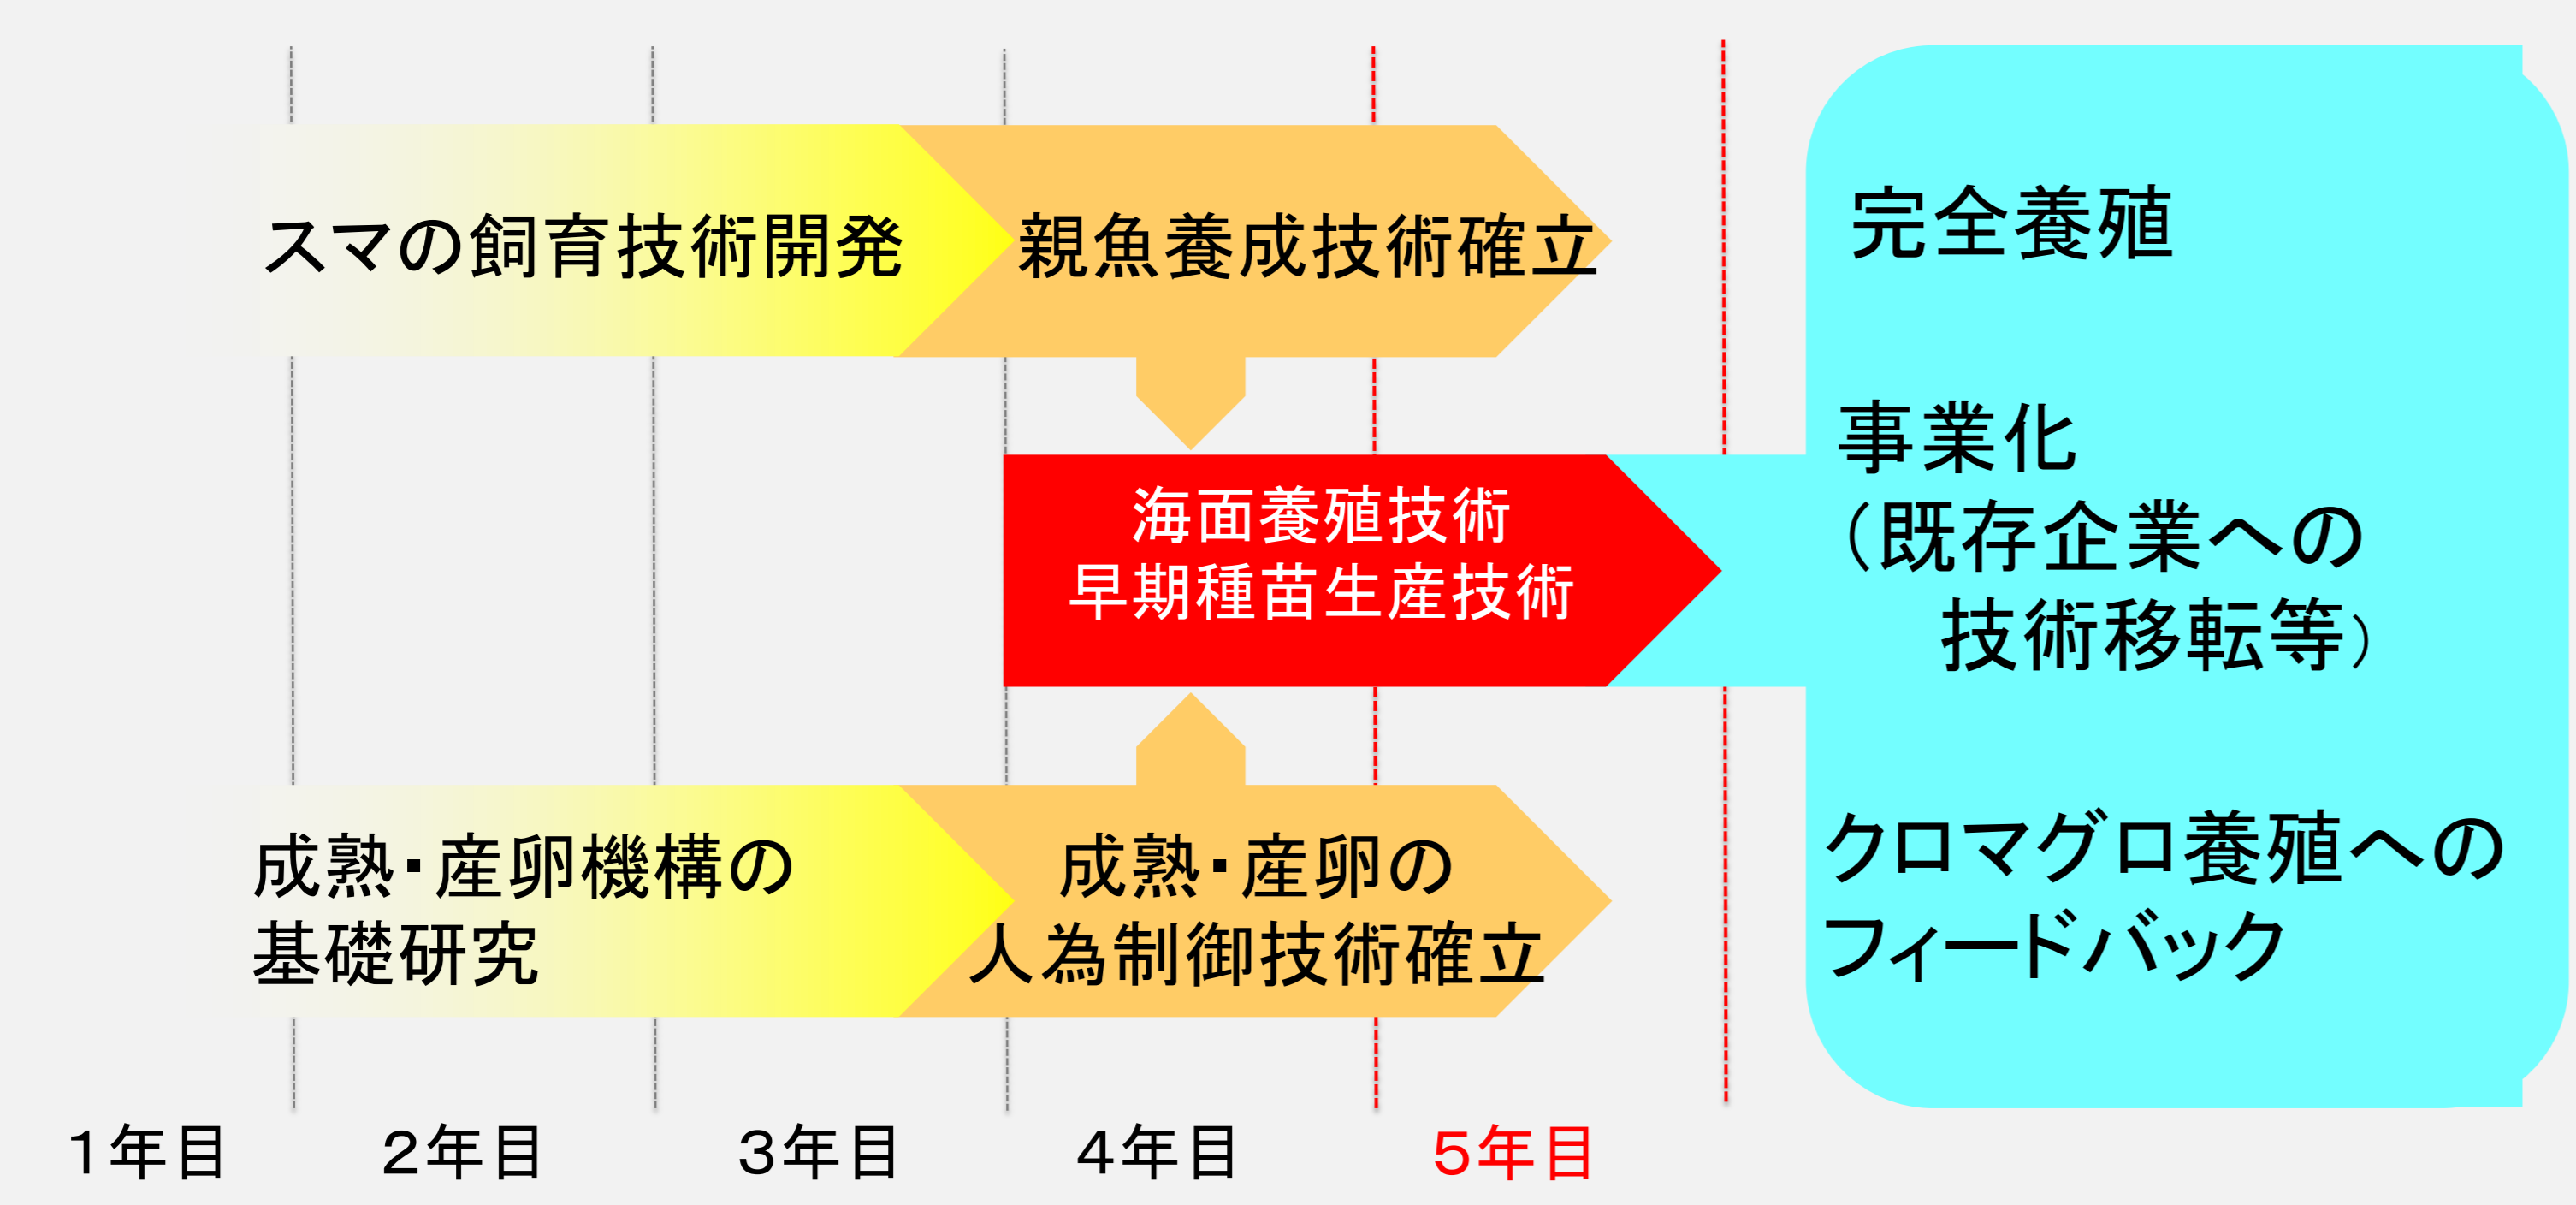 スマの飼育技術開発
親魚養成技術確立
海面養殖技術
早期種苗生産技術
成熟・産卵機構の
基礎研究
成熟・産卵の
人為制御技術確立
完全養殖
事業化
（既存企業への
技術移転等）
クロマグロ養殖への
フィードバック
１年目
２年目
３年目
４年目
５年目